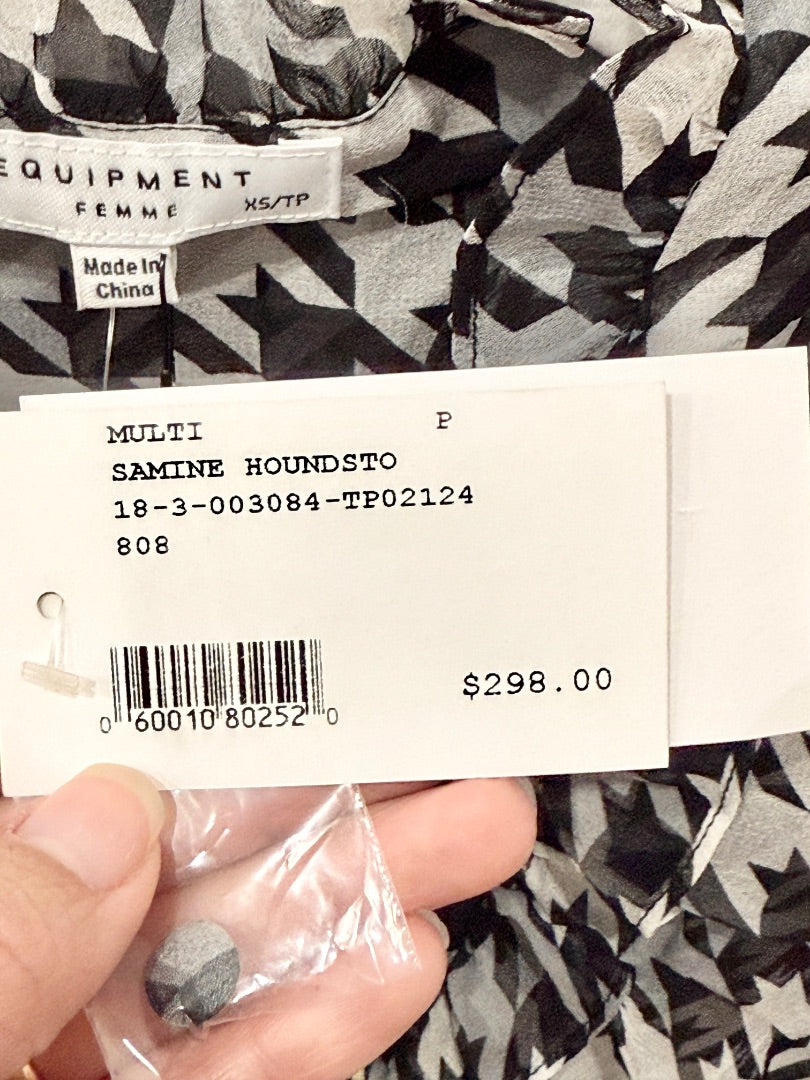 EQUIPMENT
FEMME
XS/TP
Made In
China
MULTI P
SAMINE HOUNDSTO
18-3-003084-TP02124
808
$298.00
0 60010 80252 0